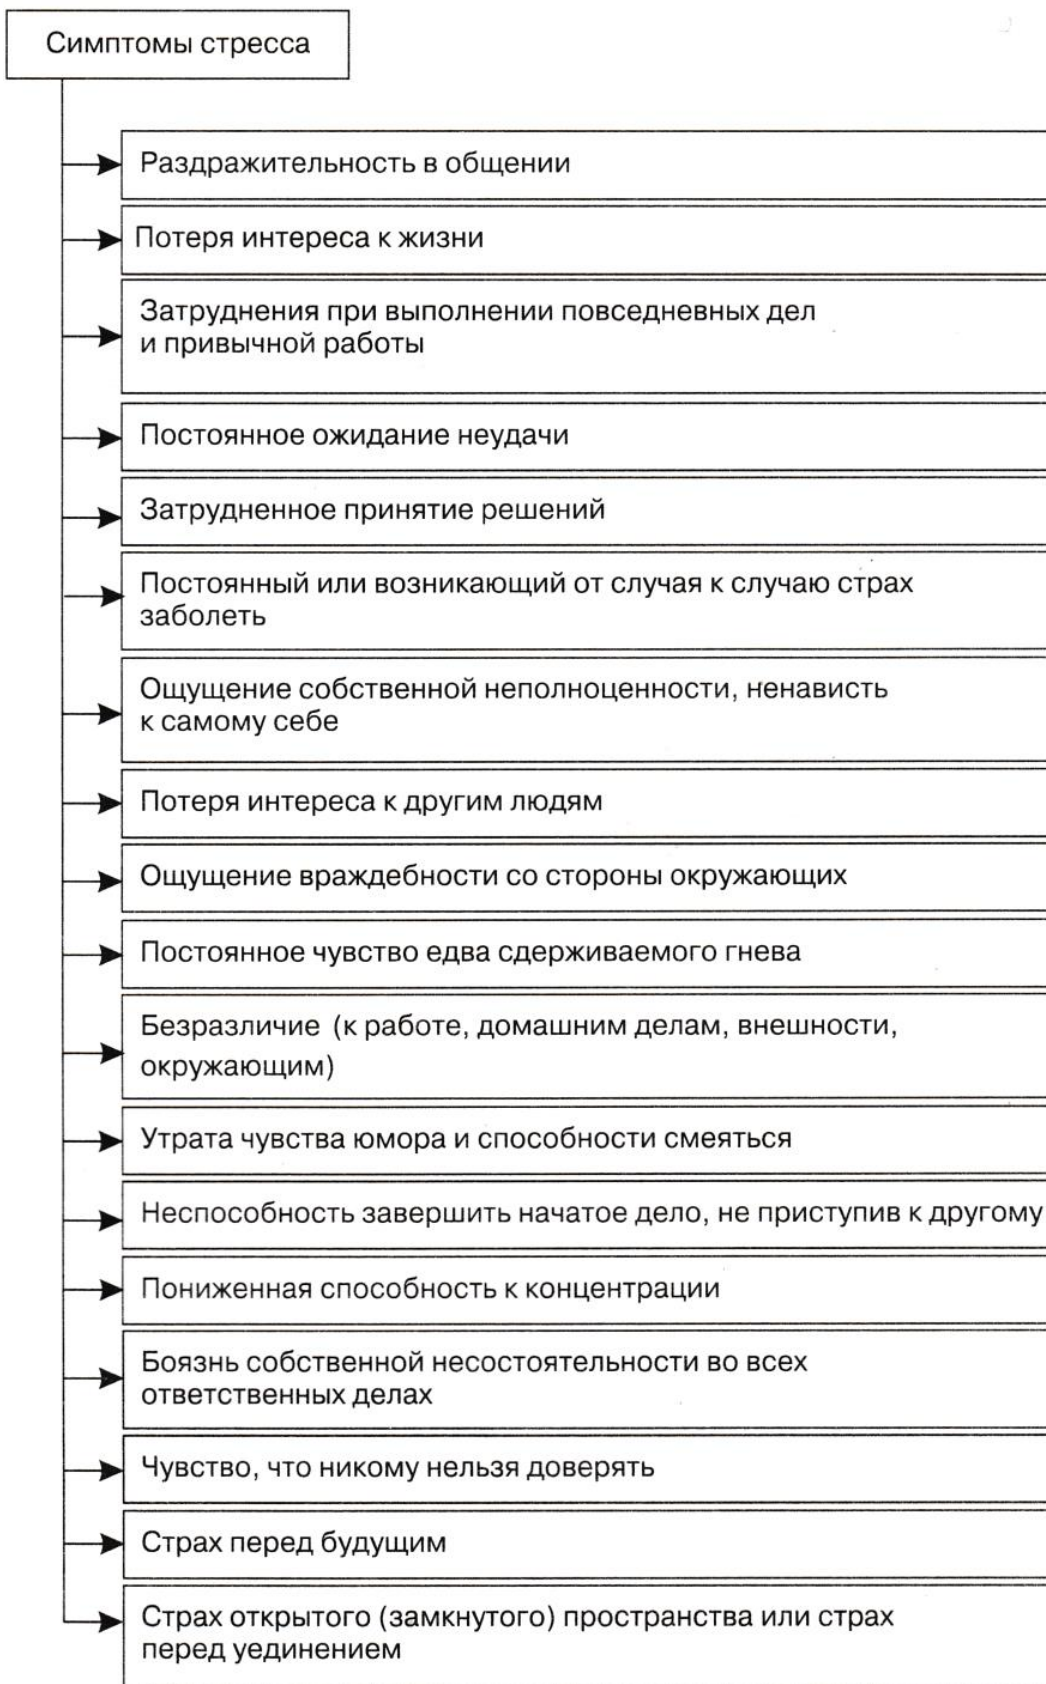 Симптомы стресса
Раздражительность в общении
Потеря интереса к жизни
Затруднения при выполнении повседневных дел
и привычной работы
Постоянное ожидание неудачи
Затрудненное принятие решений
Постоянный или возникающий от случая к случаю страх
заболеть
Ощущение собственной неполноценности, ненависть
к самому себе
Потеря интереса к другим людям
Ощущение враждебности со стороны окружающих
Постоянное чувство едва сдерживаемого гнева
Безразличие (к работе, домашним делам, внешности,
окружающим)
Утрата чувства юмора и способности смеяться
Неспособность завершить начатое дело, не приступив к другому
Пониженная способность к концентрации
Боязнь собственной несостоятельности во всех
ответственных делах
Чувство, что никому нельзя доверять
Страх перед будущим
Страх открытого (замкнутого) пространства или страх
перед уединением